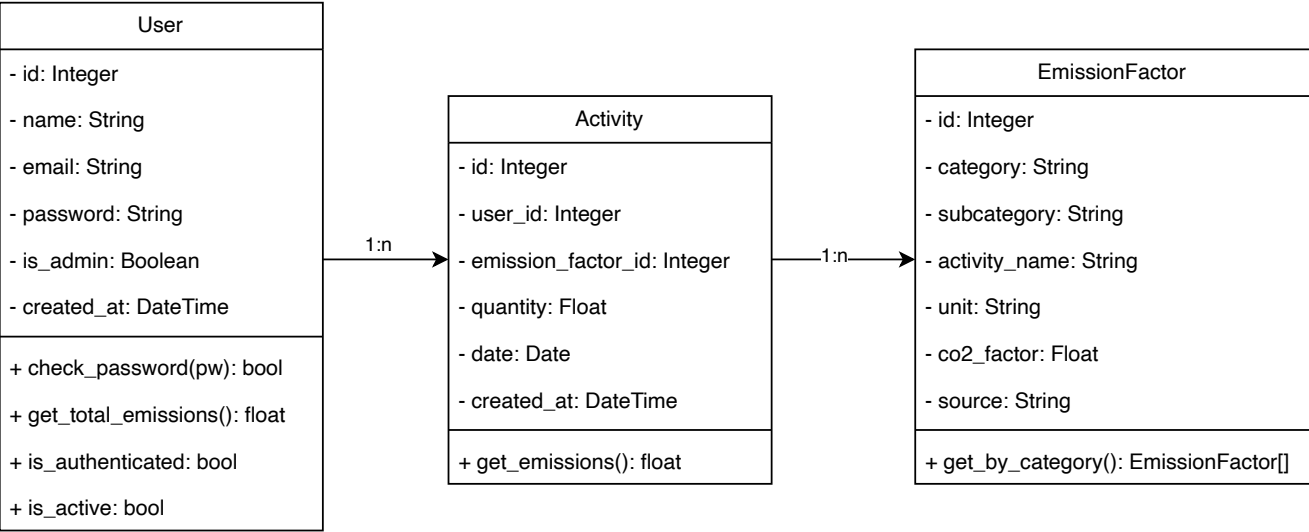 User
- id: Integer
- name: String
- email: String
- password: String
- is_admin: Boolean
- created_at: DateTime
+ check_password(pw): bool
+ get_total_emissions(): float
+ is_authenticated: bool
+ is_active: bool
1:n
Activity
- id: Integer
- user_id: Integer
- emission_factor_id: Integer
- quantity: Float
- date: Date
- created_at: DateTime
+ get_emissions(): float
1:n
EmissionFactor
- id: Integer
- category: String
- subcategory: String
- activity_name: String
- unit: String
- co2_factor: Float
- source: String
+ get_by_category(): EmissionFactor[]